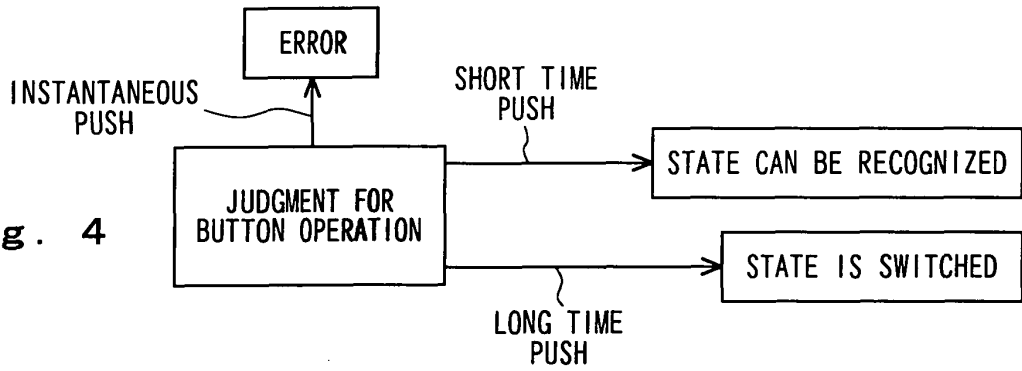 ERROR
INSTANTANEOUS
PUSH
SHORT TIME
PUSH
JUDGMENT FOR
BUTTON OPERATION
STATE CAN BE RECOGNIZED
g. 4
STATE IS SWITCHED
LONG TIME
PUSH